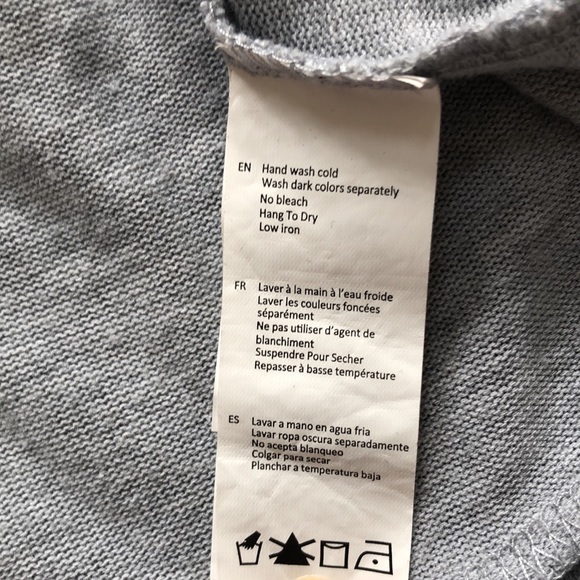 EN Hand wash cold
Wash dark colors separately
No bleach
Hang To Dry
Low iron
FR Laver à la main à l'eau froide
Laver les couleurs foncées
séparément
Ne pas utiliser d'agent de
blanchiment
Suspendre Pour Secher
Repasser à basse température
ES Lavar a mano en agua fria
Lavar ropa oscura separadamente
No acepta blanqueo
Colgar para secar
Planchar a temperatura baja